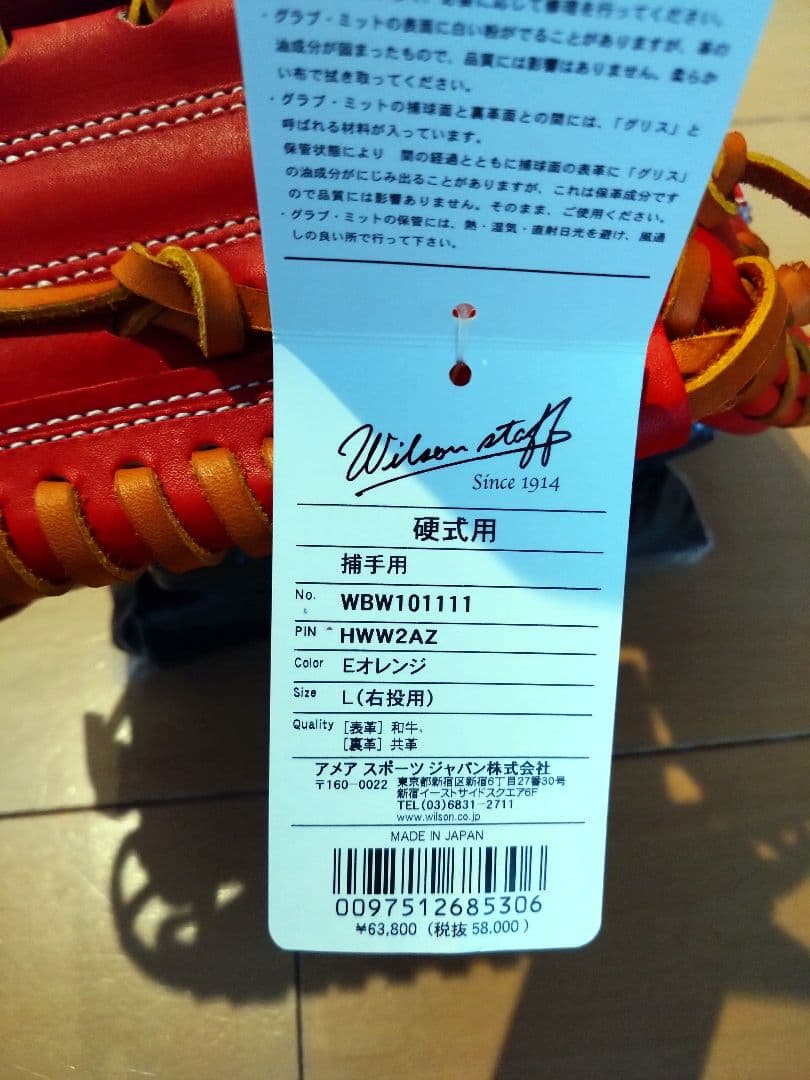 行ってください。
・グラブ・ミットの表面に白い粉がでることがありますが、革の
油成分が固まったもので、品質には影響はありません。柔らか
い布で拭き取ってください。
・グラブ・ミットの捕球面と裏革面との間には、「グリス」と
呼ばれる材料が入っています。
保管状態により 間の経過とともに捕球面の表革に「グリス」
の油成分がにじみ出ることがありますが、これは保革成分です
ので品質には影響ありません。そのまま、ご使用ください。
・グラブ・ミットの保管には、熱・湿気・直射日光を避け、風通
しの良い所で行って下さい。
Wilson staff
Since 1914
硬式用
捕手用
No. WBW101111
PIN HWW2AZ
Color Eオレンジ
Size L(右投用)
Quality [表革] 和牛、
[裏革] 共革
アメア スポーツ ジャパン株式会社
〒160-0022 東京都新宿区新宿6丁目27番30号
新宿イーストサイドスクエア6F
TEL(03)6831-2711
www.wilson.co.jp
MADE IN JAPAN
0097512685306
¥63,800 (税抜 58,000)